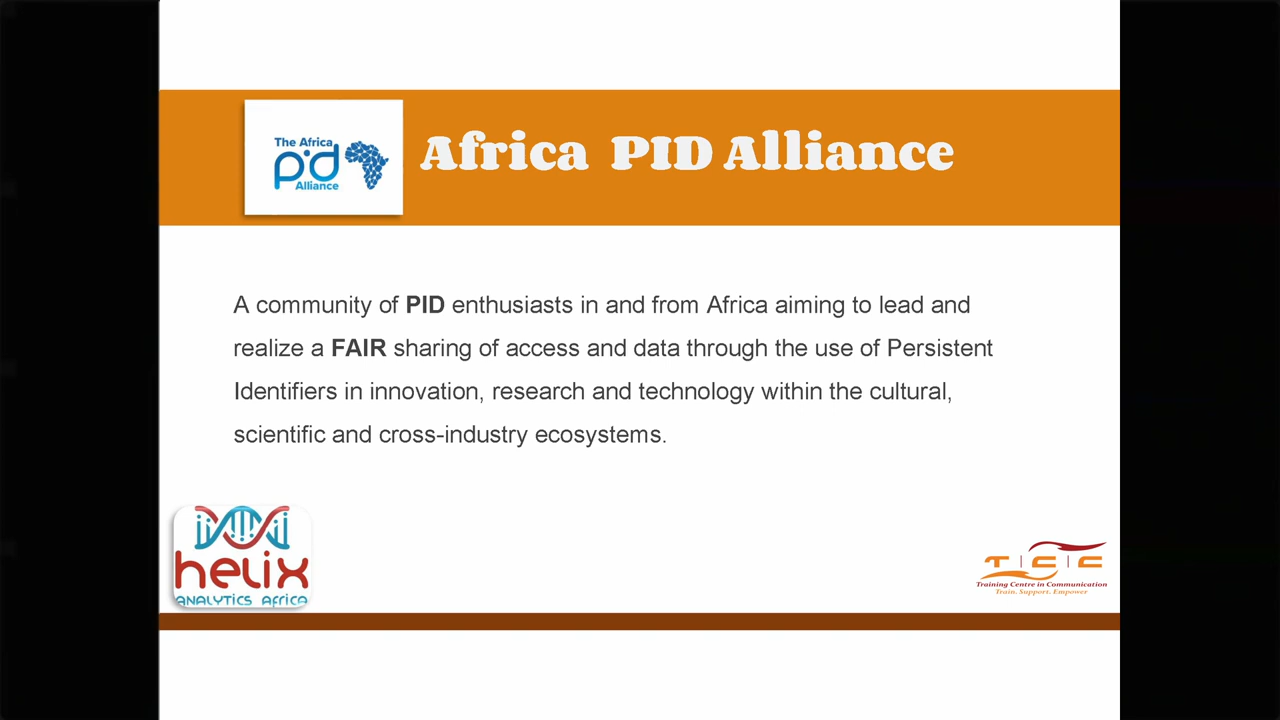 The Africa
pid
Alliance
Africa PID Alliance
A community of PID enthusiasts in and from Africa aiming to lead and
realize a FAIR sharing of access and data through the use of Persistent
Identifiers in innovation, research and technology within the cultural,
scientific and cross-industry ecosystems.
helix
ANALYTICS AFRICA
T | C | C
Training Centre in Communication
Train. Support. Empower